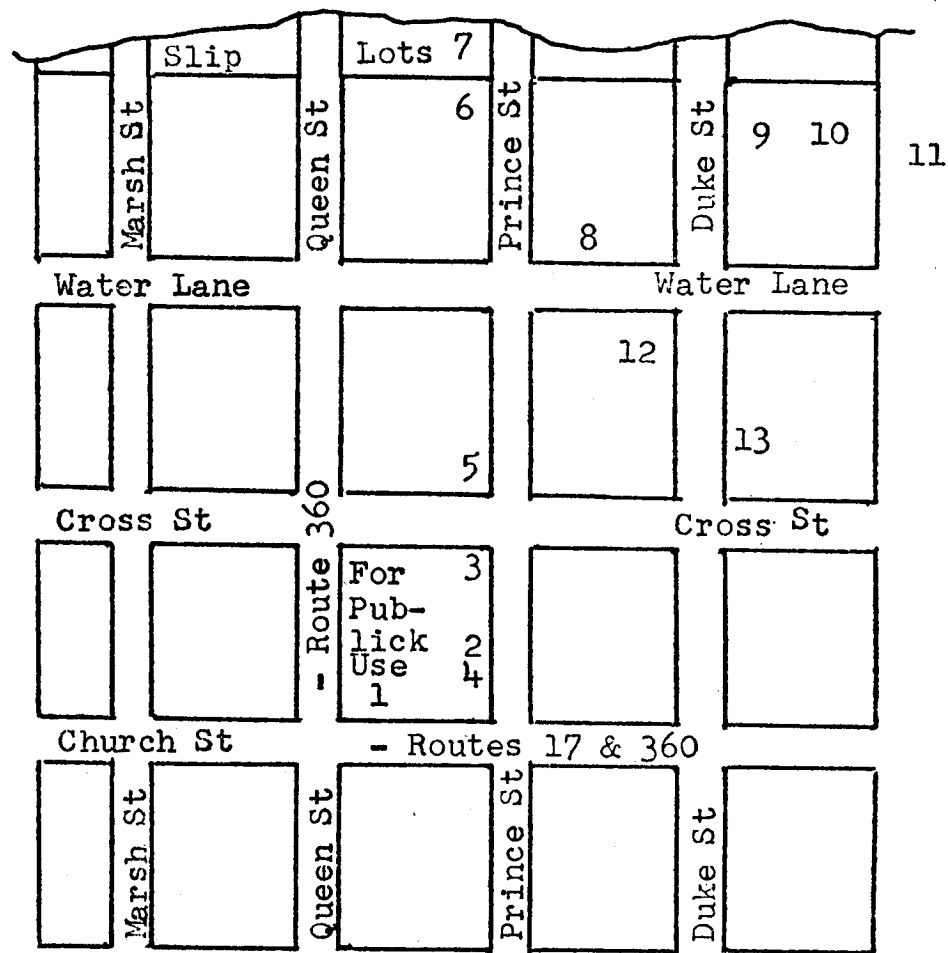 Slip Lots 7
Marsh St
Queen St
6
Prince St
Duke St
9 10
11
8
Water Lane
Water Lane
12
5
13
Cross St
- Route 360
Cross St
For 3
Pub-
lick 2
Use 4
1
Church St - Routes 17 & 360
Marsh St
Queen St
Prince St
Duke St